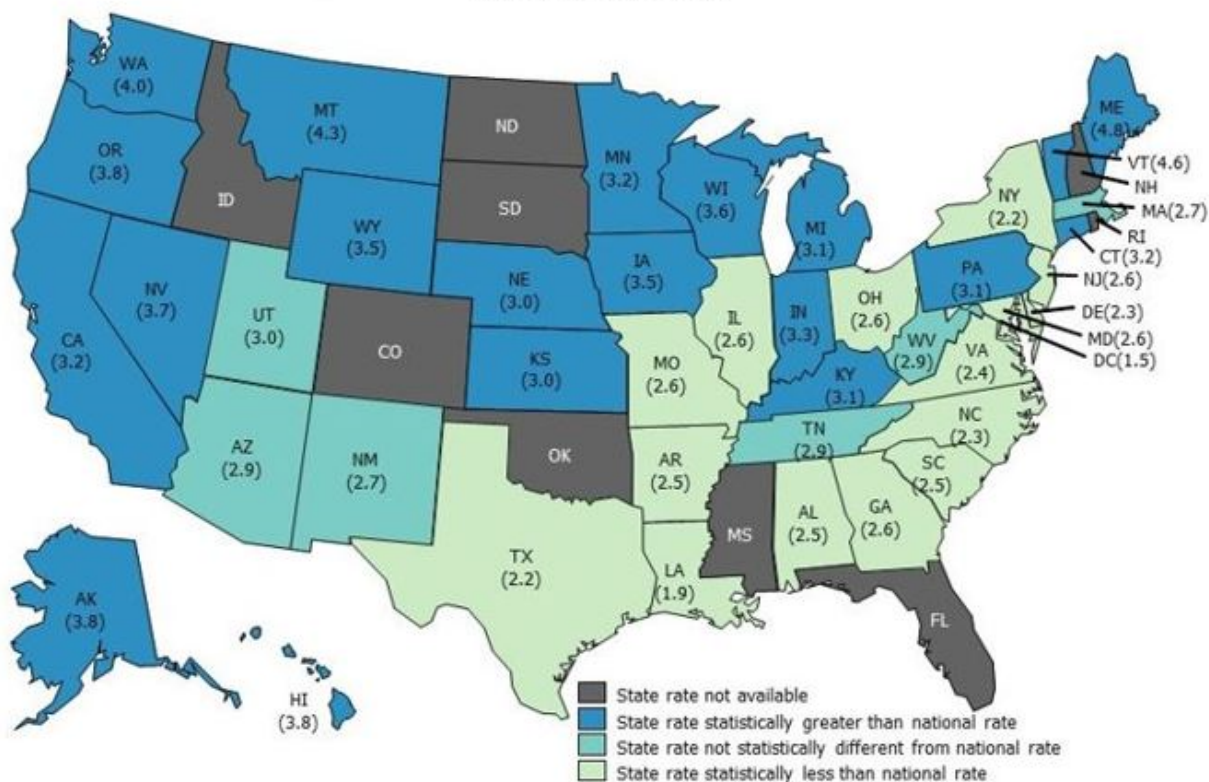 WA
(4.0)
MT
(4.3)
ND
MN
(3.2)
ME
(4.8)
OR
(3.8)
ID
SD
WI
(3.6)
MI
(3.1)
NY
(2.2)
VT(4.6)
NH
MA(2.7)
RI
CT(3.2)
NJ(2.6)
DE(2.3)
MD(2.6)
DC(1.5)
WY
(3.5)
IA
(3.5)
NE
(3.0)
PA
(3.1)
NV
(3.7)
UT
(3.0)
CA
(3.2)
CO
KS
(3.0)
MO
(2.6)
IL
(2.6)
IN
(3.3)
OH
(2.6)
WV
(2.9)
VA
(2.4)
KY
(3.1)
NC
(2.3)
TN
(2.9)
AZ
(2.9)
NM
(2.7)
OK
AR
(2.5)
SC
(2.5)
MS
AL
(2.5)
GA
(2.6)
TX
(2.2)
LA
(1.9)
FL
AK
(3.8)
HI
(3.8)
State rate not available
State rate statistically greater than national rate
State rate not statistically different from national rate
State rate statistically less than national rate